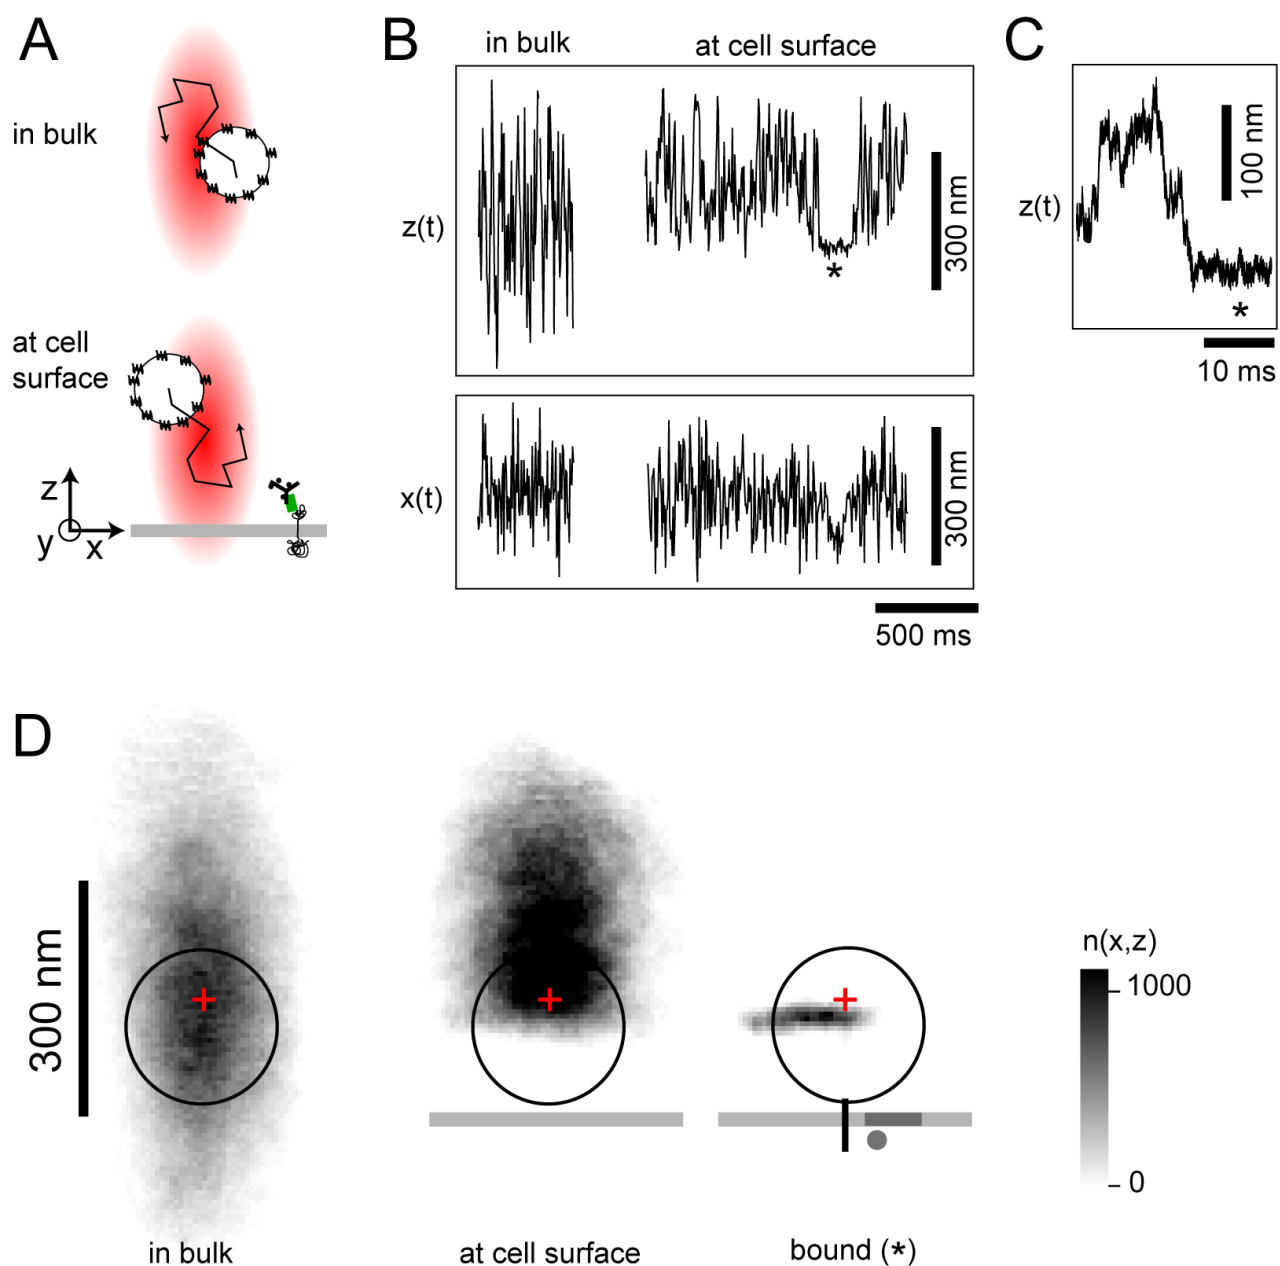 A
in bulk
at cell
surface
z
y
x
B
in bulk
at cell surface
z(t)
*
300 nm
x(t)
300 nm
500 ms
C
z(t)
100 nm
*
10 ms
D
300 nm
in bulk
at cell surface
bound (*)
n(x,z)
1000
0